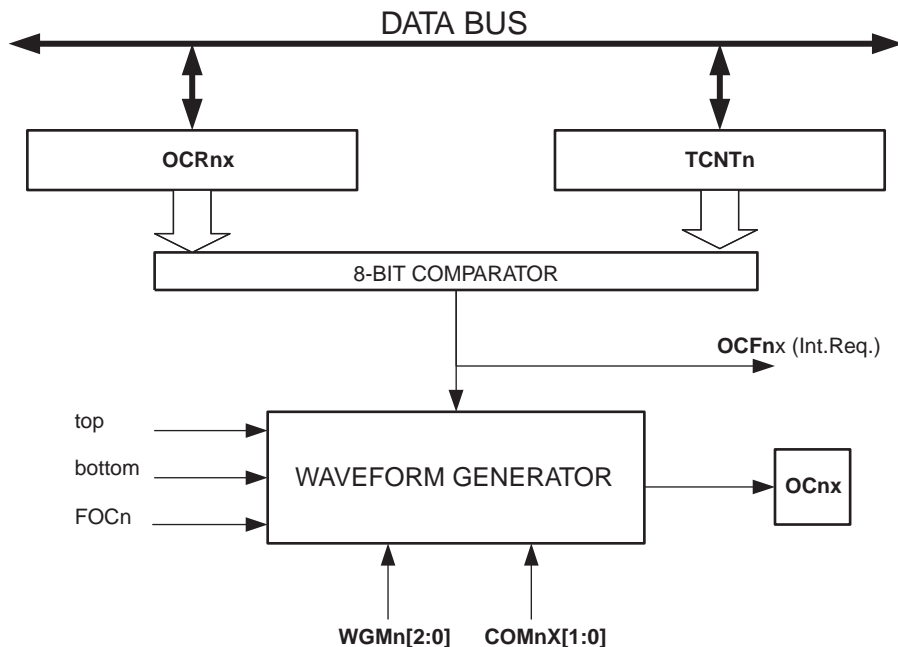 DATA BUS
OCRnx
TCNTn
8-BIT COMPARATOR
OCFnx (Int.Req.)
top
bottom
FOCn
WAVEFORM GENERATOR
OCnx
WGMn[2:0]
COMnX[1:0]